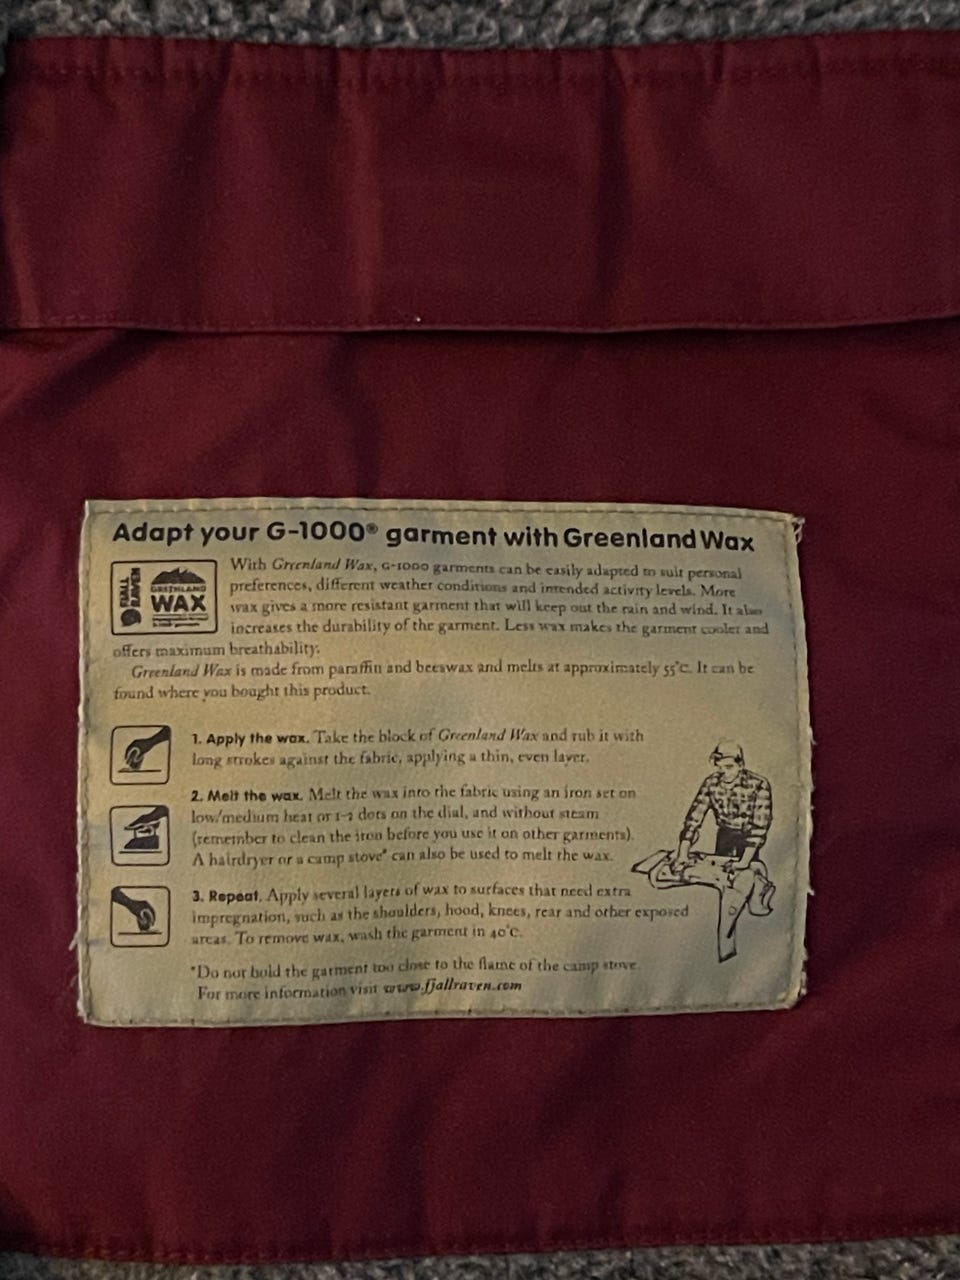 Adapt your G-1000® garment with Greenland Wax
FJÄLL
RÄVEN
GREENLAND
WAX
With Greenland Wax, G-1000 garments can be easily adapted to suit personal
preferences, different weather conditions and intended activity levels. More
wax gives a more resistant garment that will keep out the rain and wind. It also
increases the durability of the garment. Less wax makes the garment cooler and
offers maximum breathability.
Greenland Wax is made from paraffin and beeswax and melts at approximately 55°C. It can be
found where you bought this product.
1. Apply the wax. Take the block of Greenland Wax and rub it with
long strokes against the fabric, applying a thin, even layer.
2. Melt the wax. Melt the wax into the fabric using an iron set on
low/medium heat or 1-2 dots on the dial, and without steam
(remember to clean the iron before you use it on other garments).
A hairdryer or a camp stove* can also be used to melt the wax.
3. Repeat. Apply several layers of wax to surfaces that need extra
impregnation, such as the shoulders, hood, knees, rear and other exposed
areas. To remove wax, wash the garment in 40°C.
*Do not hold the garment too close to the flame of the camp stove.
For more information visit www.fjallraven.com